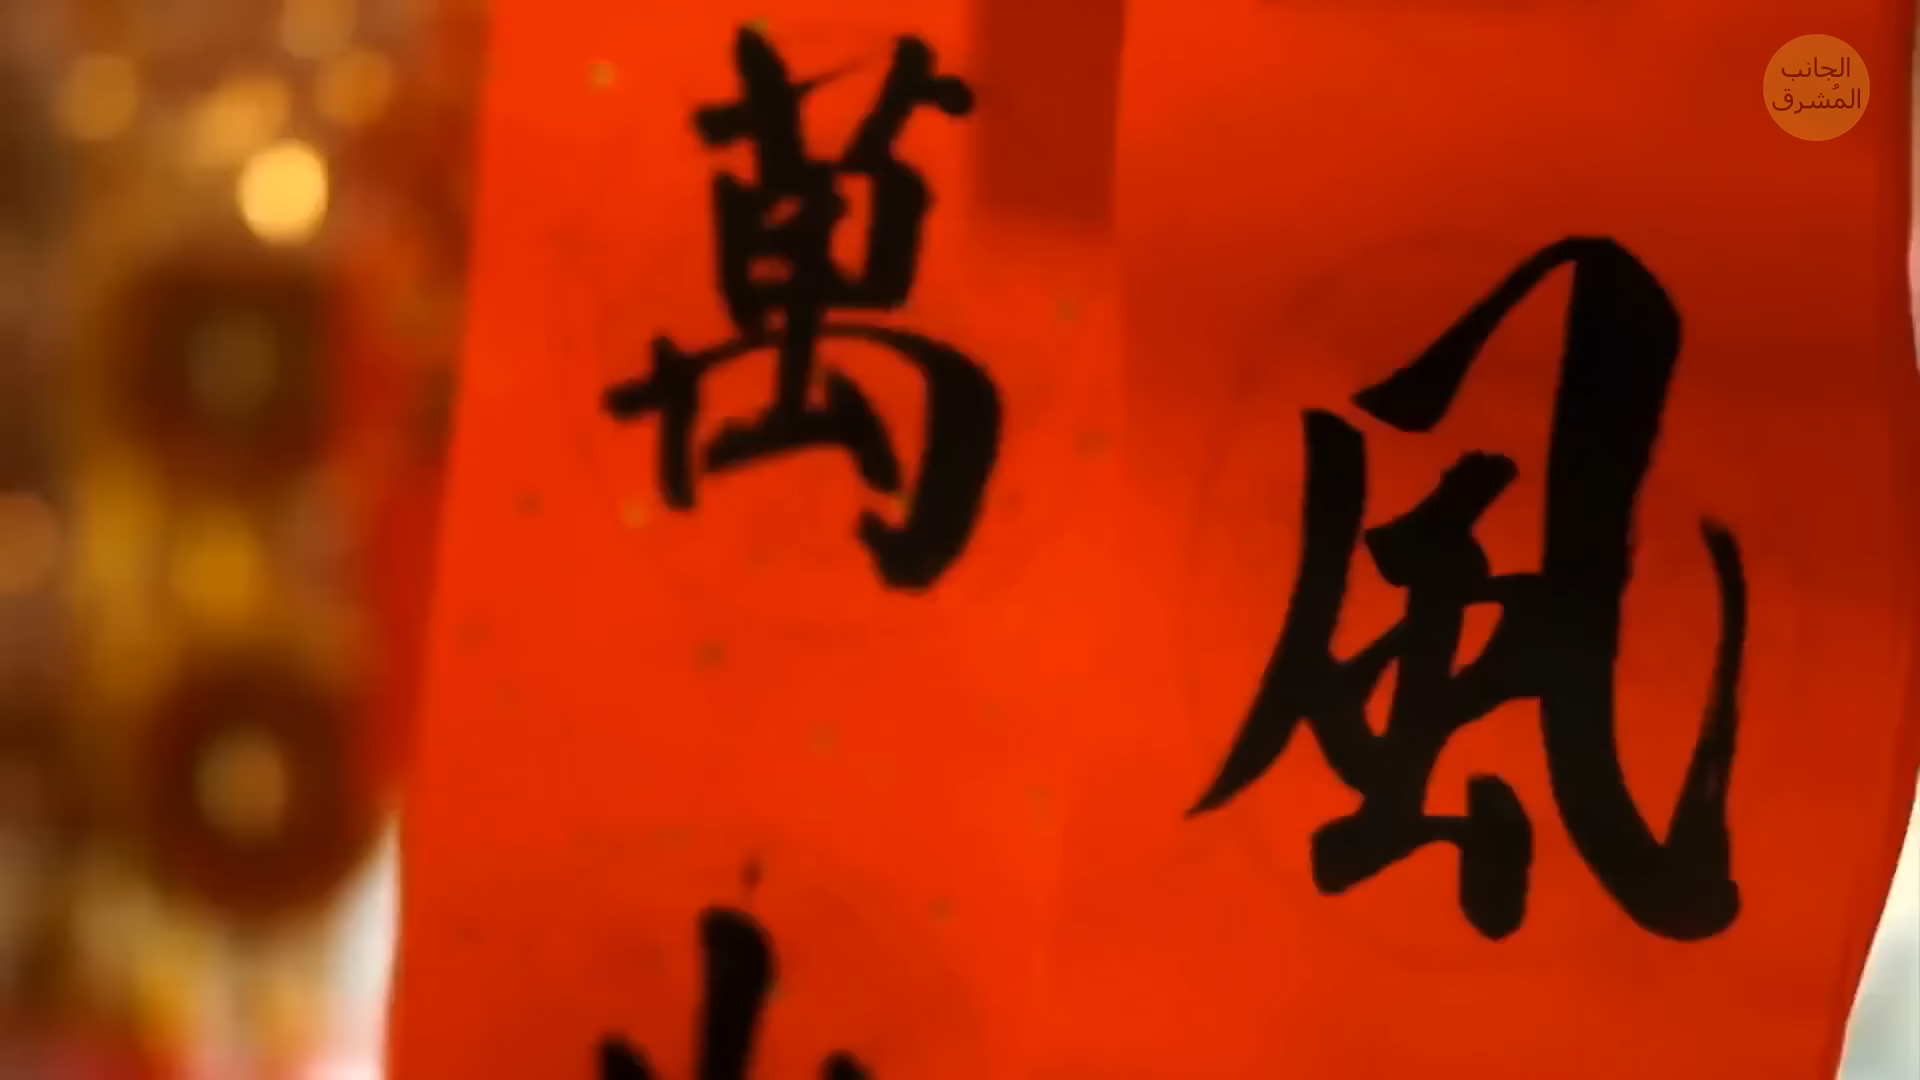 الجانب
المُشرق
萬
風